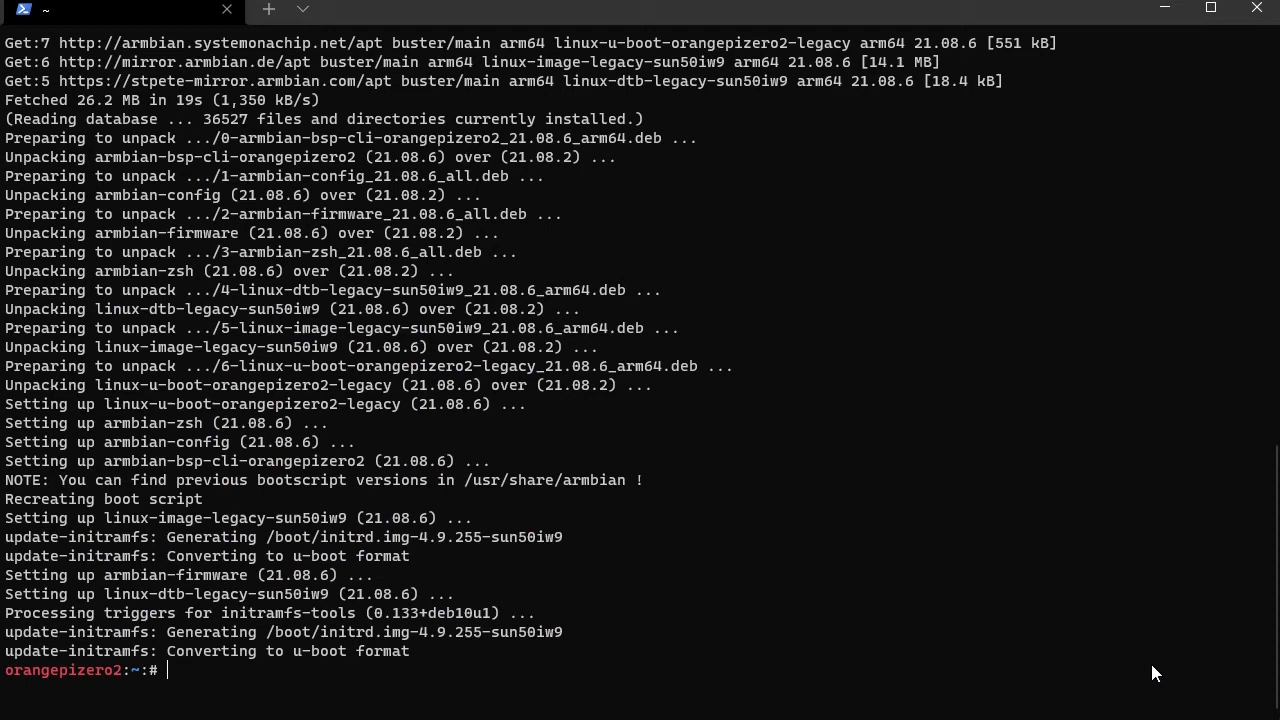 ~
Get:7 http://armbian.systemonachip.net/apt buster/main arm64 linux-u-boot-orangepizero2-legacy arm64 21.08.6 [551 kB]
Get:6 http://mirror.armbian.de/apt buster/main arm64 linux-image-legacy-sun50iw9 arm64 21.08.6 [14.1 MB]
Get:5 https://stpete-mirror.armbian.com/apt buster/main arm64 linux-dtb-legacy-sun50iw9 arm64 21.08.6 [18.4 kB]
Fetched 26.2 MB in 19s (1,350 kB/s)
(Reading database ... 36527 files and directories currently installed.)
Preparing to unpack .../0-armbian-bsp-cli-orangepizero2_21.08.6_arm64.deb ...
Unpacking armbian-bsp-cli-orangepizero2 (21.08.6) over (21.08.2) ...
Preparing to unpack .../1-armbian-config_21.08.6_all.deb ...
Unpacking armbian-config (21.08.6) over (21.08.2) ...
Preparing to unpack .../2-armbian-firmware_21.08.6_all.deb ...
Unpacking armbian-firmware (21.08.6) over (21.08.2) ...
Preparing to unpack .../3-armbian-zsh_21.08.6_all.deb ...
Unpacking armbian-zsh (21.08.6) over (21.08.2) ...
Preparing to unpack .../4-linux-dtb-legacy-sun50iw9_21.08.6_arm64.deb ...
Unpacking linux-dtb-legacy-sun50iw9 (21.08.6) over (21.08.2) ...
Preparing to unpack .../5-linux-image-legacy-sun50iw9_21.08.6_arm64.deb ...
Unpacking linux-image-legacy-sun50iw9 (21.08.6) over (21.08.2) ...
Preparing to unpack .../6-linux-u-boot-orangepizero2-legacy_21.08.6_arm64.deb ...
Unpacking linux-u-boot-orangepizero2-legacy (21.08.6) over (21.08.2) ...
Setting up linux-u-boot-orangepizero2-legacy (21.08.6) ...
Setting up armbian-zsh (21.08.6) ...
Setting up armbian-config (21.08.6) ...
Setting up armbian-bsp-cli-orangepizero2 (21.08.6) ...
NOTE: You can find previous bootscript versions in /usr/share/armbian !
Recreating boot script
Setting up linux-image-legacy-sun50iw9 (21.08.6) ...
update-initramfs: Generating /boot/initrd.img-4.9.255-sun50iw9
update-initramfs: Converting to u-boot format
Setting up armbian-firmware (21.08.6) ...
Setting up linux-dtb-legacy-sun50iw9 (21.08.6) ...
Processing triggers for initramfs-tools (0.133+deb10u1) ...
update-initramfs: Generating /boot/initrd.img-4.9.255-sun50iw9
update-initramfs: Converting to u-boot format
orangepizero2:~:#